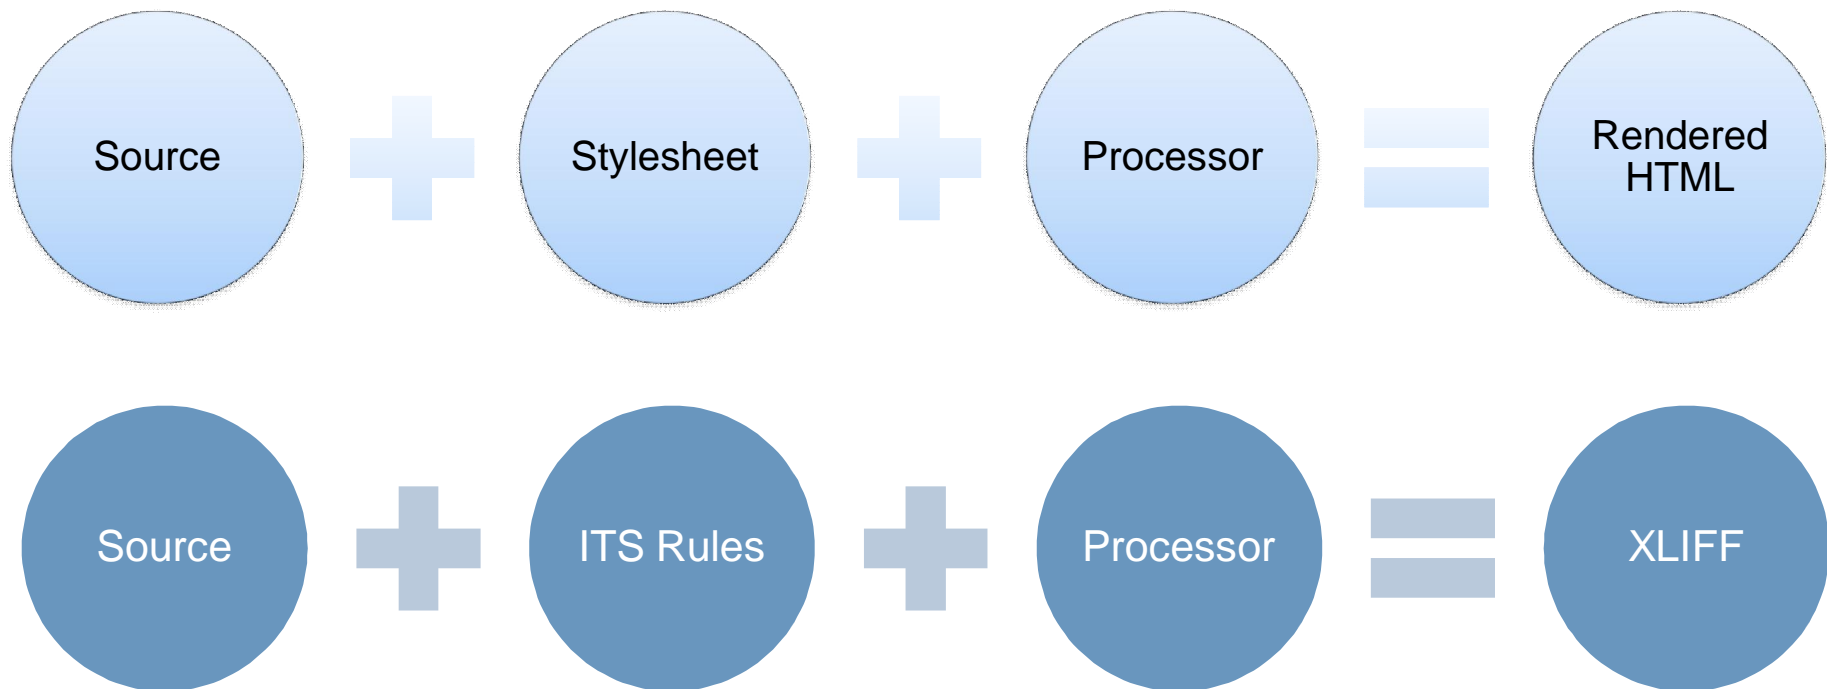 Source
Stylesheet
Processor
Rendered
HTML
Source
ITS Rules
Processor
XLIFF